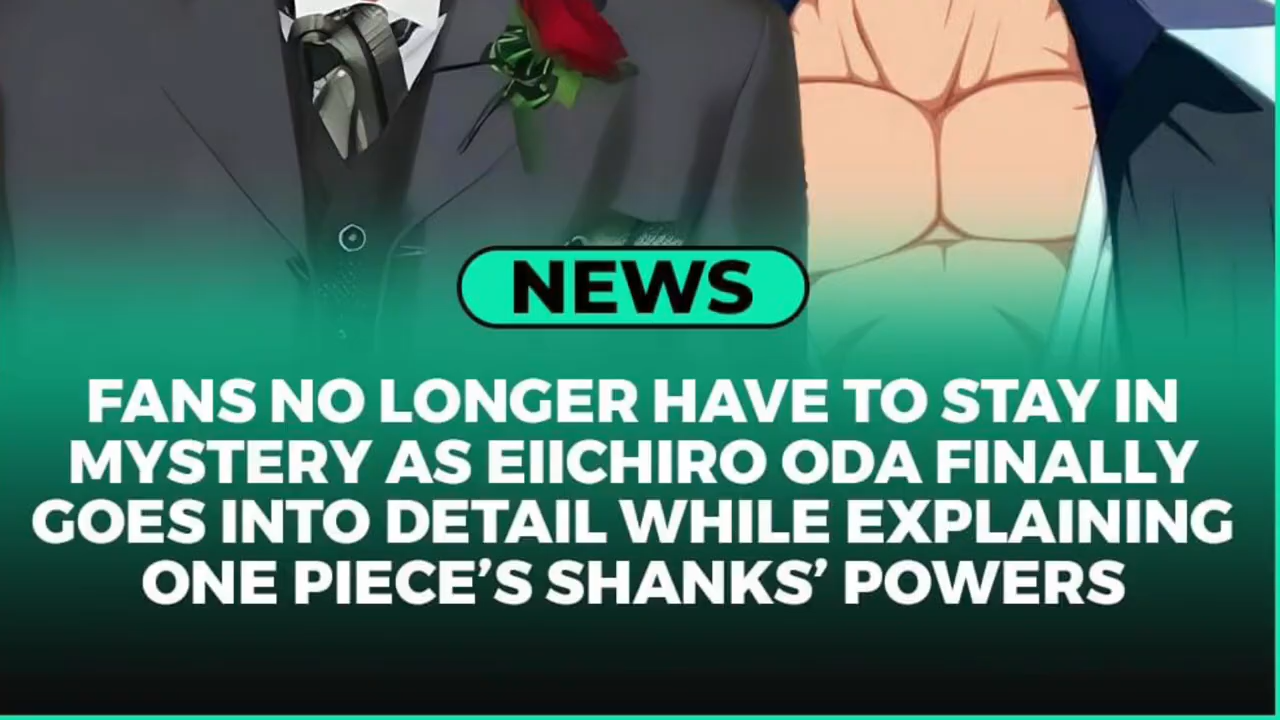 NEWS
FANS NO LONGER HAVE TO STAY IN
MYSTERY AS EIICHIRO ODA FINALLY
GOES INTO DETAIL WHILE EXPLAINING
ONE PIECE’S SHANKS’ POWERS